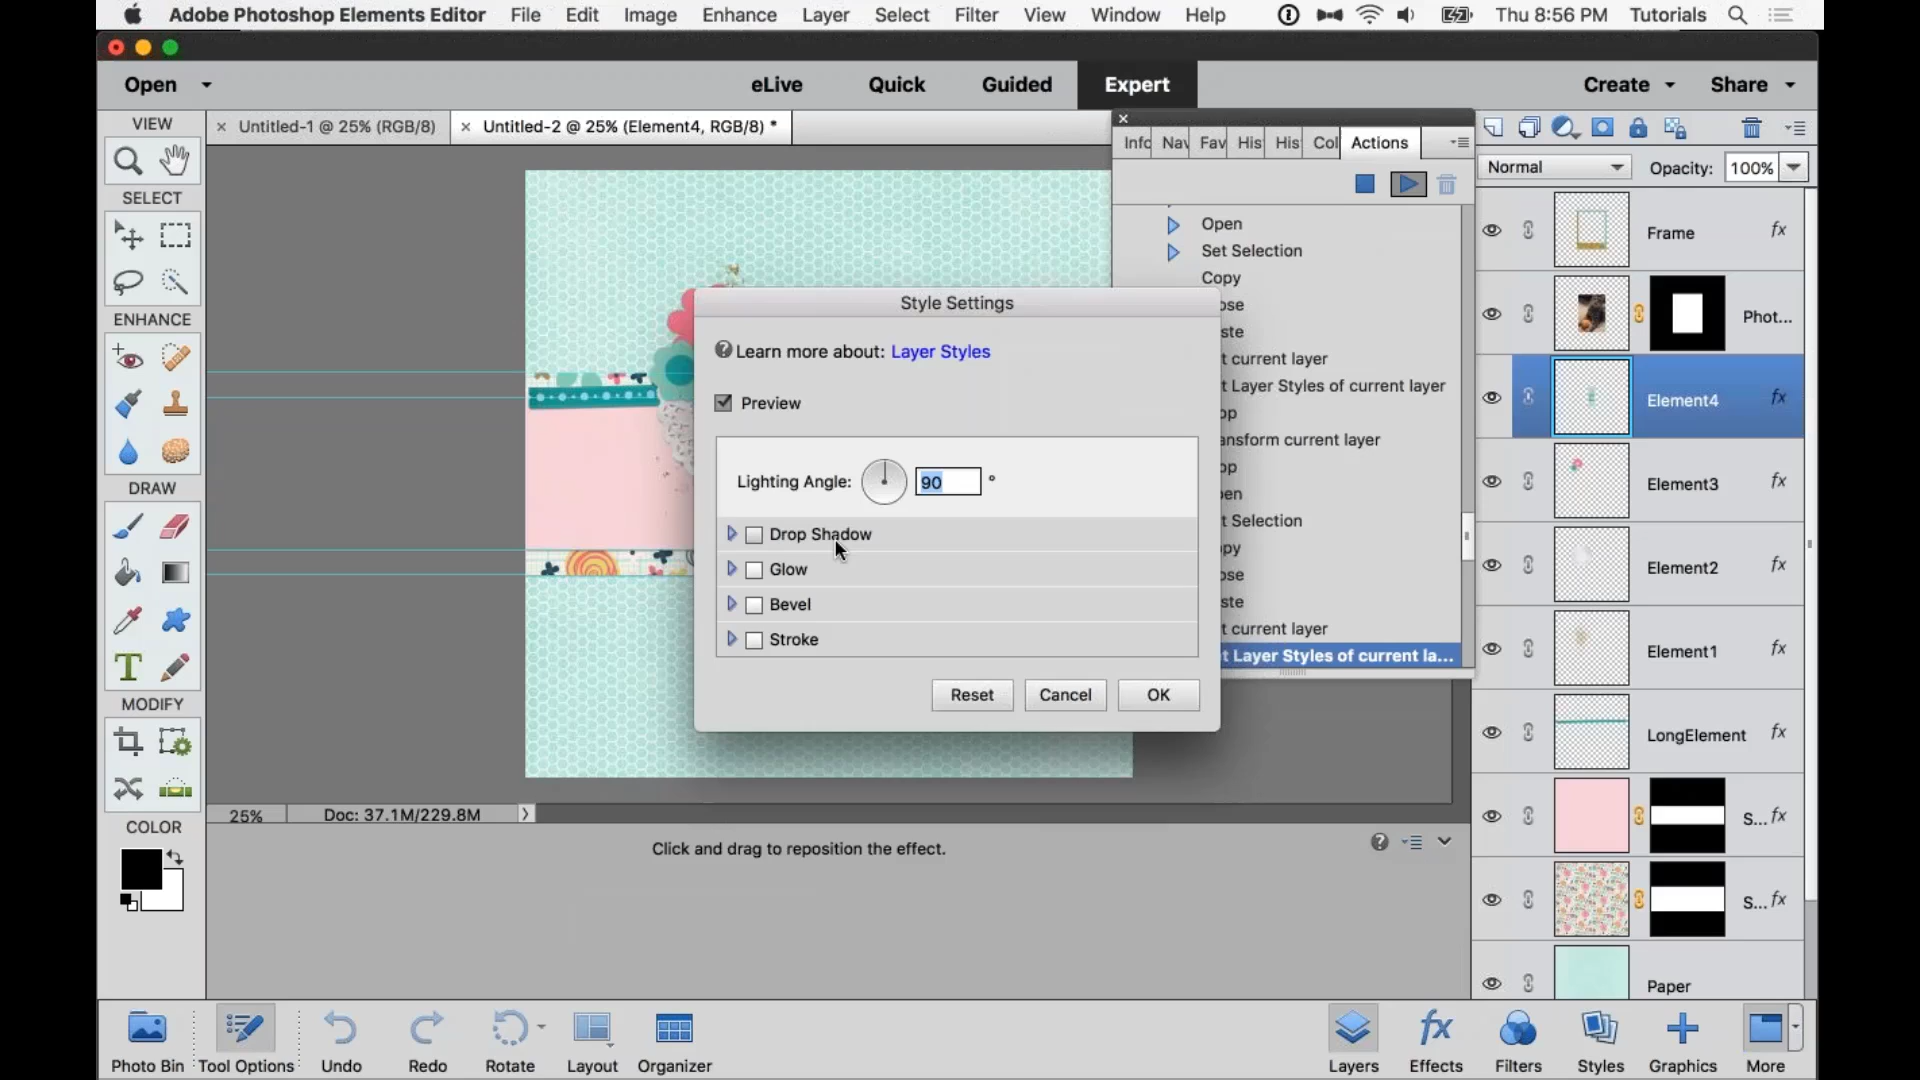 Adobe Photoshop Elements Editor File Edit Image Enhance Layer Select Filter View Window Help Thu 8:56 PM Tutorials
Open eLive Quick Guided Expert Create Share
VIEW
Untitled-1 @ 25% (RGB/8)
Untitled-2 @ 25% (Element4, RGB/8) *
Info Nav Fav His His Col Actions
Normal Opacity: 100%
SELECT
ENHANCE
DRAW
MODIFY
COLOR
Open
Set Selection
Copy
ose
ste
t current layer
t Layer Styles of current layer
op
ansform current layer
op
en
t Selection
opy
ose
ste
t current layer
t Layer Styles of current la...
Style Settings
Learn more about: Layer Styles
Preview
Lighting Angle: 90 °
Drop Shadow
Glow
Bevel
Stroke
Reset Cancel OK
Frame fx
Phot...
Element4 fx
Element3 fx
Element2 fx
Element1 fx
LongElement fx
S... fx
S... fx
Paper
25% Doc: 37.1M/229.8M
Click and drag to reposition the effect.
Photo Bin Tool Options Undo Redo Rotate Layout Organizer Layers Effects Filters Styles Graphics More